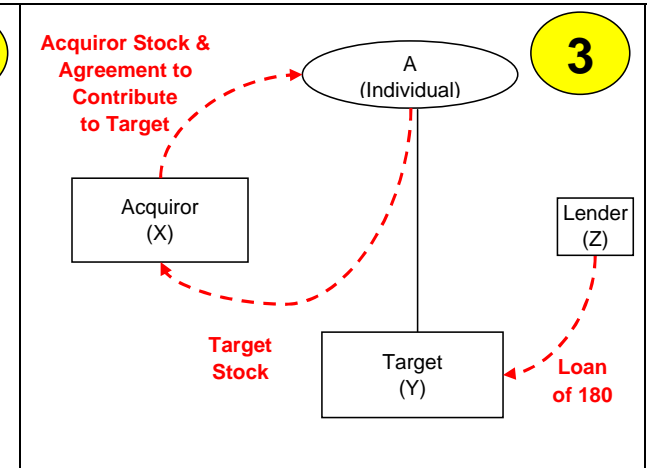 Acquiror Stock &
Agreement to
Contribute
to Target
A
(Individual)
3
Acquiror
(X)
Lender
(Z)
Target
Stock
Target
(Y)
Loan
of 180